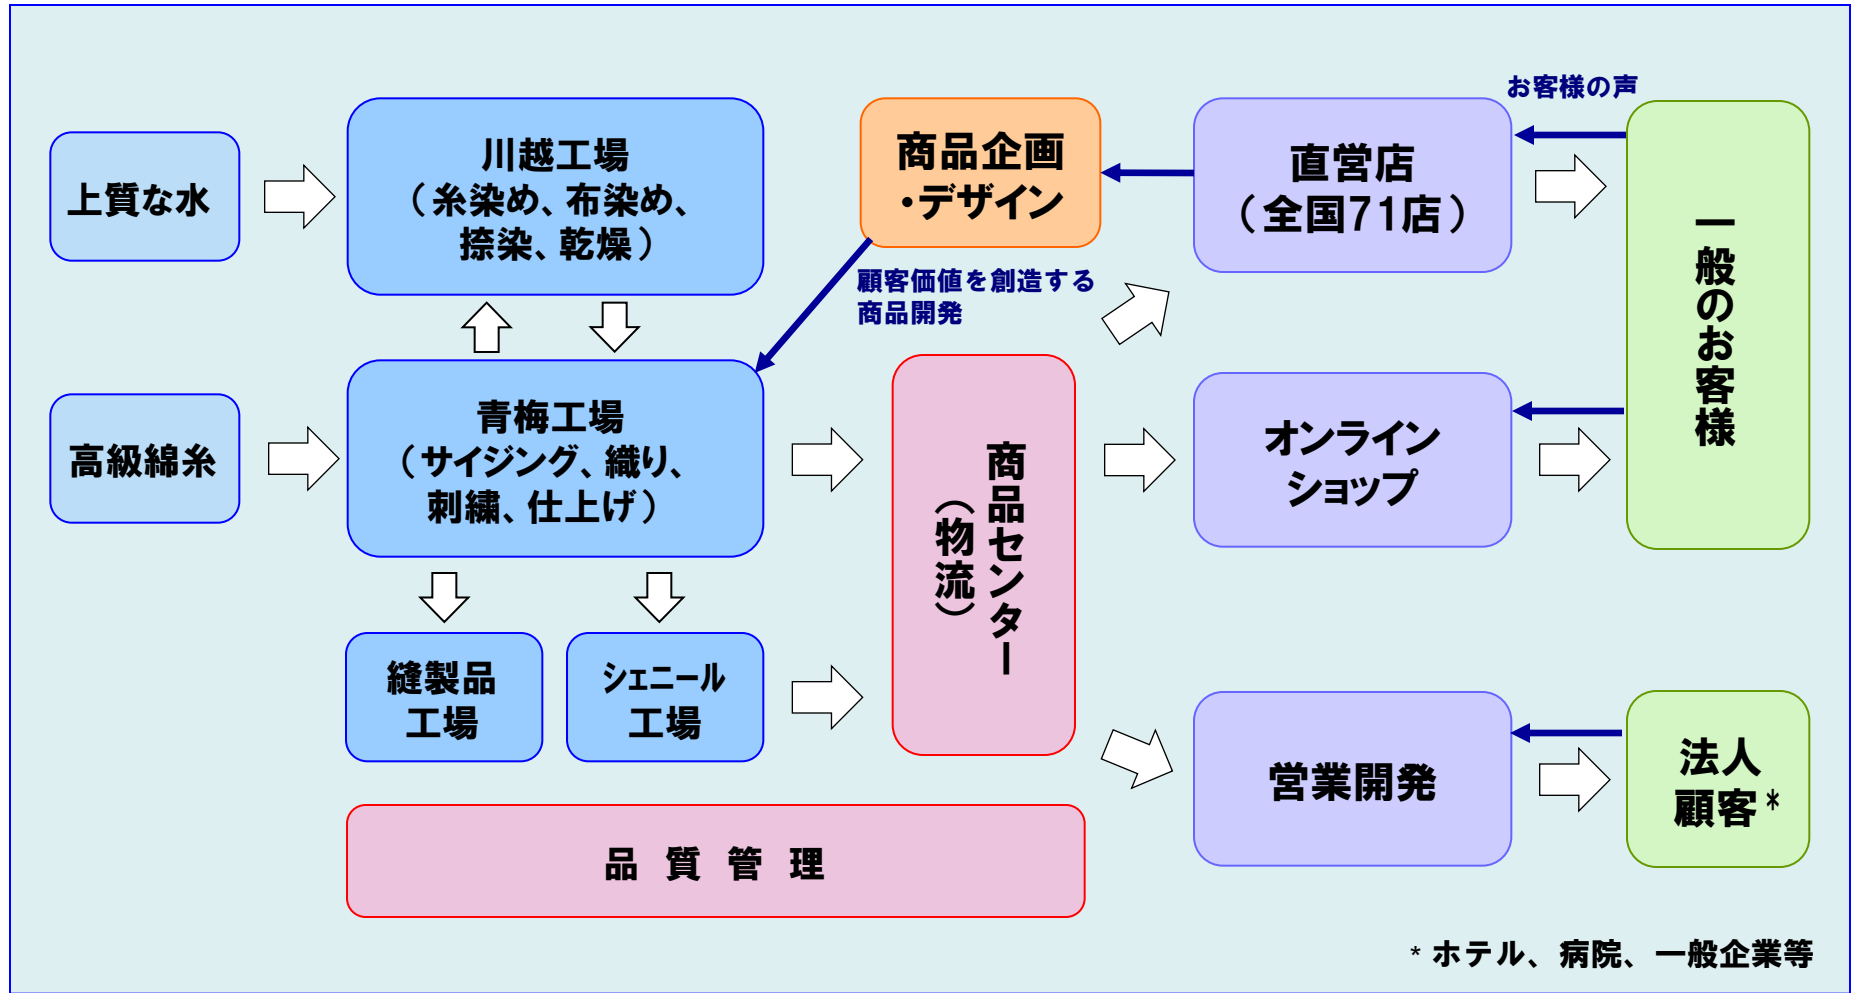 上質な水
川越工場
（糸染め、布染め、
捺染、乾燥）
商品企画
・デザイン
直営店
（全国71店）
お客様の声
一般のお客様
顧客価値を創造する
商品開発
高級綿糸
青梅工場
（サイジング、織り、
刺繍、仕上げ）
商品センター
（物流）
オンライン
ショップ
縫製品
工場
シェニール
工場
営業開発
法人
顧客*
品質管理
* ホテル、病院、一般企業等